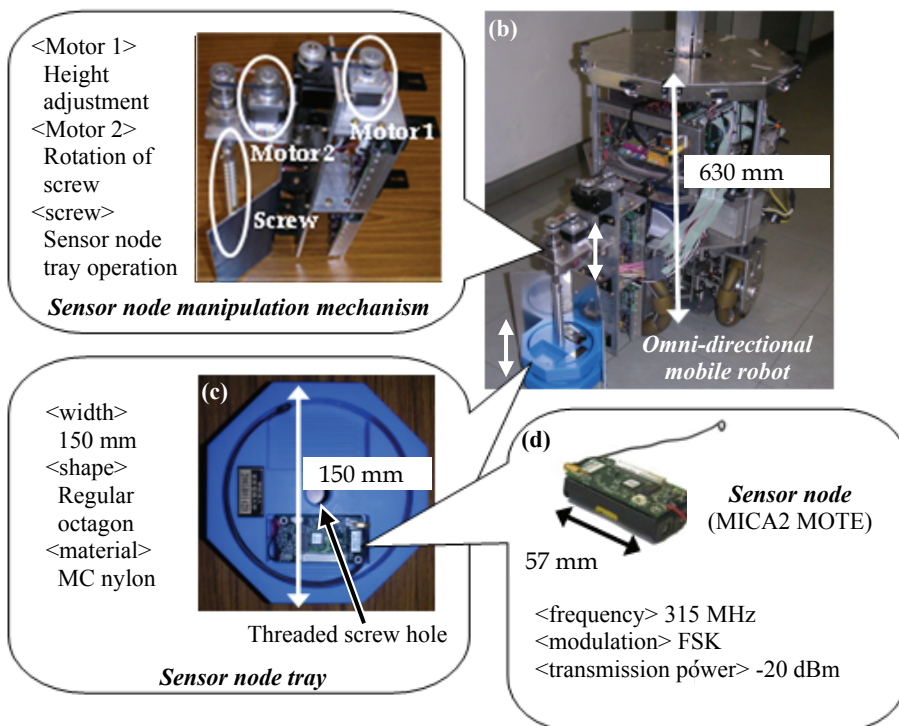 <Motor 1>
Height
adjustment
<Motor 2>
Rotation of
screw
<screw>
Sensor node
tray operation
Motor 1
Motor 2
Screw
Sensor node manipulation mechanism
(b)
630 mm
Omni-directional
mobile robot
<width>
150 mm
<shape>
Regular
octagon
<material>
MC nylon
(c)
150 mm
Threaded screw hole
Sensor node tray
(d)
Sensor node
(MICA2 MOTE)
57 mm
<frequency> 315 MHz
<modulation> FSK
<transmission pówer> -20 dBm